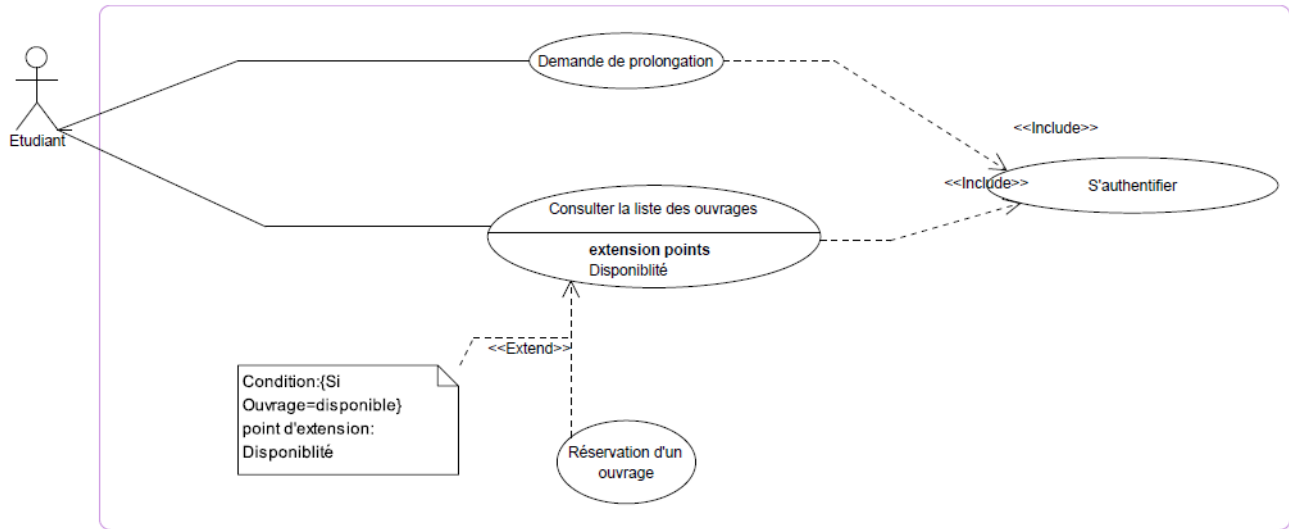 Demande de prolongation
Etudiant
<<Include>>
<<Include>>
S'authentifier
Consulter la liste des ouvrages
extension points
Disponiblité
<<Extend>>
Condition:{Si
Ouvrage=disponible}
point d'extension:
Disponiblité
Réservation d'un
ouvrage